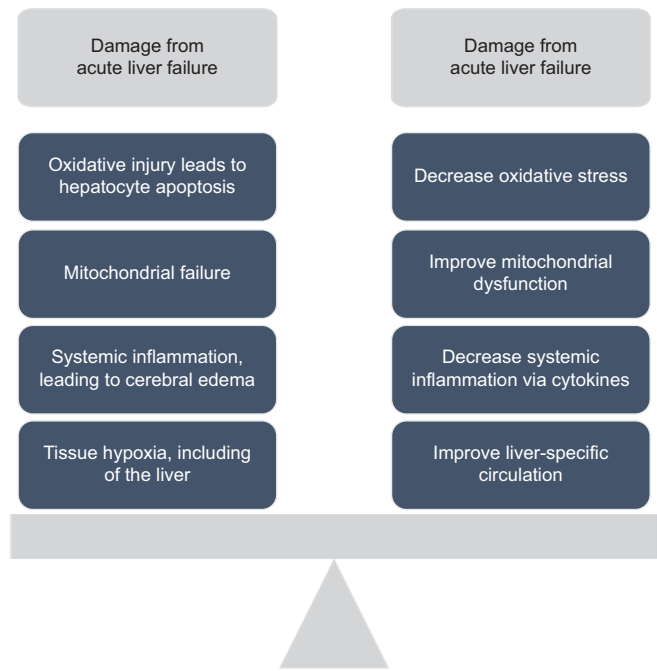 Damage from
acute liver failure
Oxidative injury leads to
hepatocyte apoptosis
Mitochondrial failure
Systemic inflammation,
leading to cerebral edema
Tissue hypoxia, including
of the liver
Damage from
acute liver failure
Decrease oxidative stress
Improve mitochondrial
dysfunction
Decrease systemic
inflammation via cytokines
Improve liver-specific
circulation